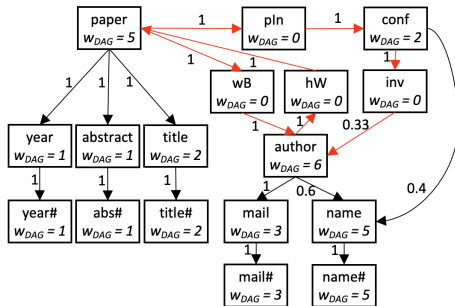 paper
w_DAG = 5
1
pIn
w_DAG = 0
1
conf
w_DAG = 2
1
1
1
1
1
1
wB
w_DAG = 0
hW
w_DAG = 0
inv
w_DAG = 0
1
1
0.33
year
w_DAG = 1
abstract
w_DAG = 1
title
w_DAG = 2
author
w_DAG = 6
0.4
1
1
1
1
0.6
year#
w_DAG = 1
abs#
w_DAG = 1
title#
w_DAG = 2
mail
w_DAG = 3
name
w_DAG = 5
1
1
mail#
w_DAG = 3
name#
w_DAG = 5